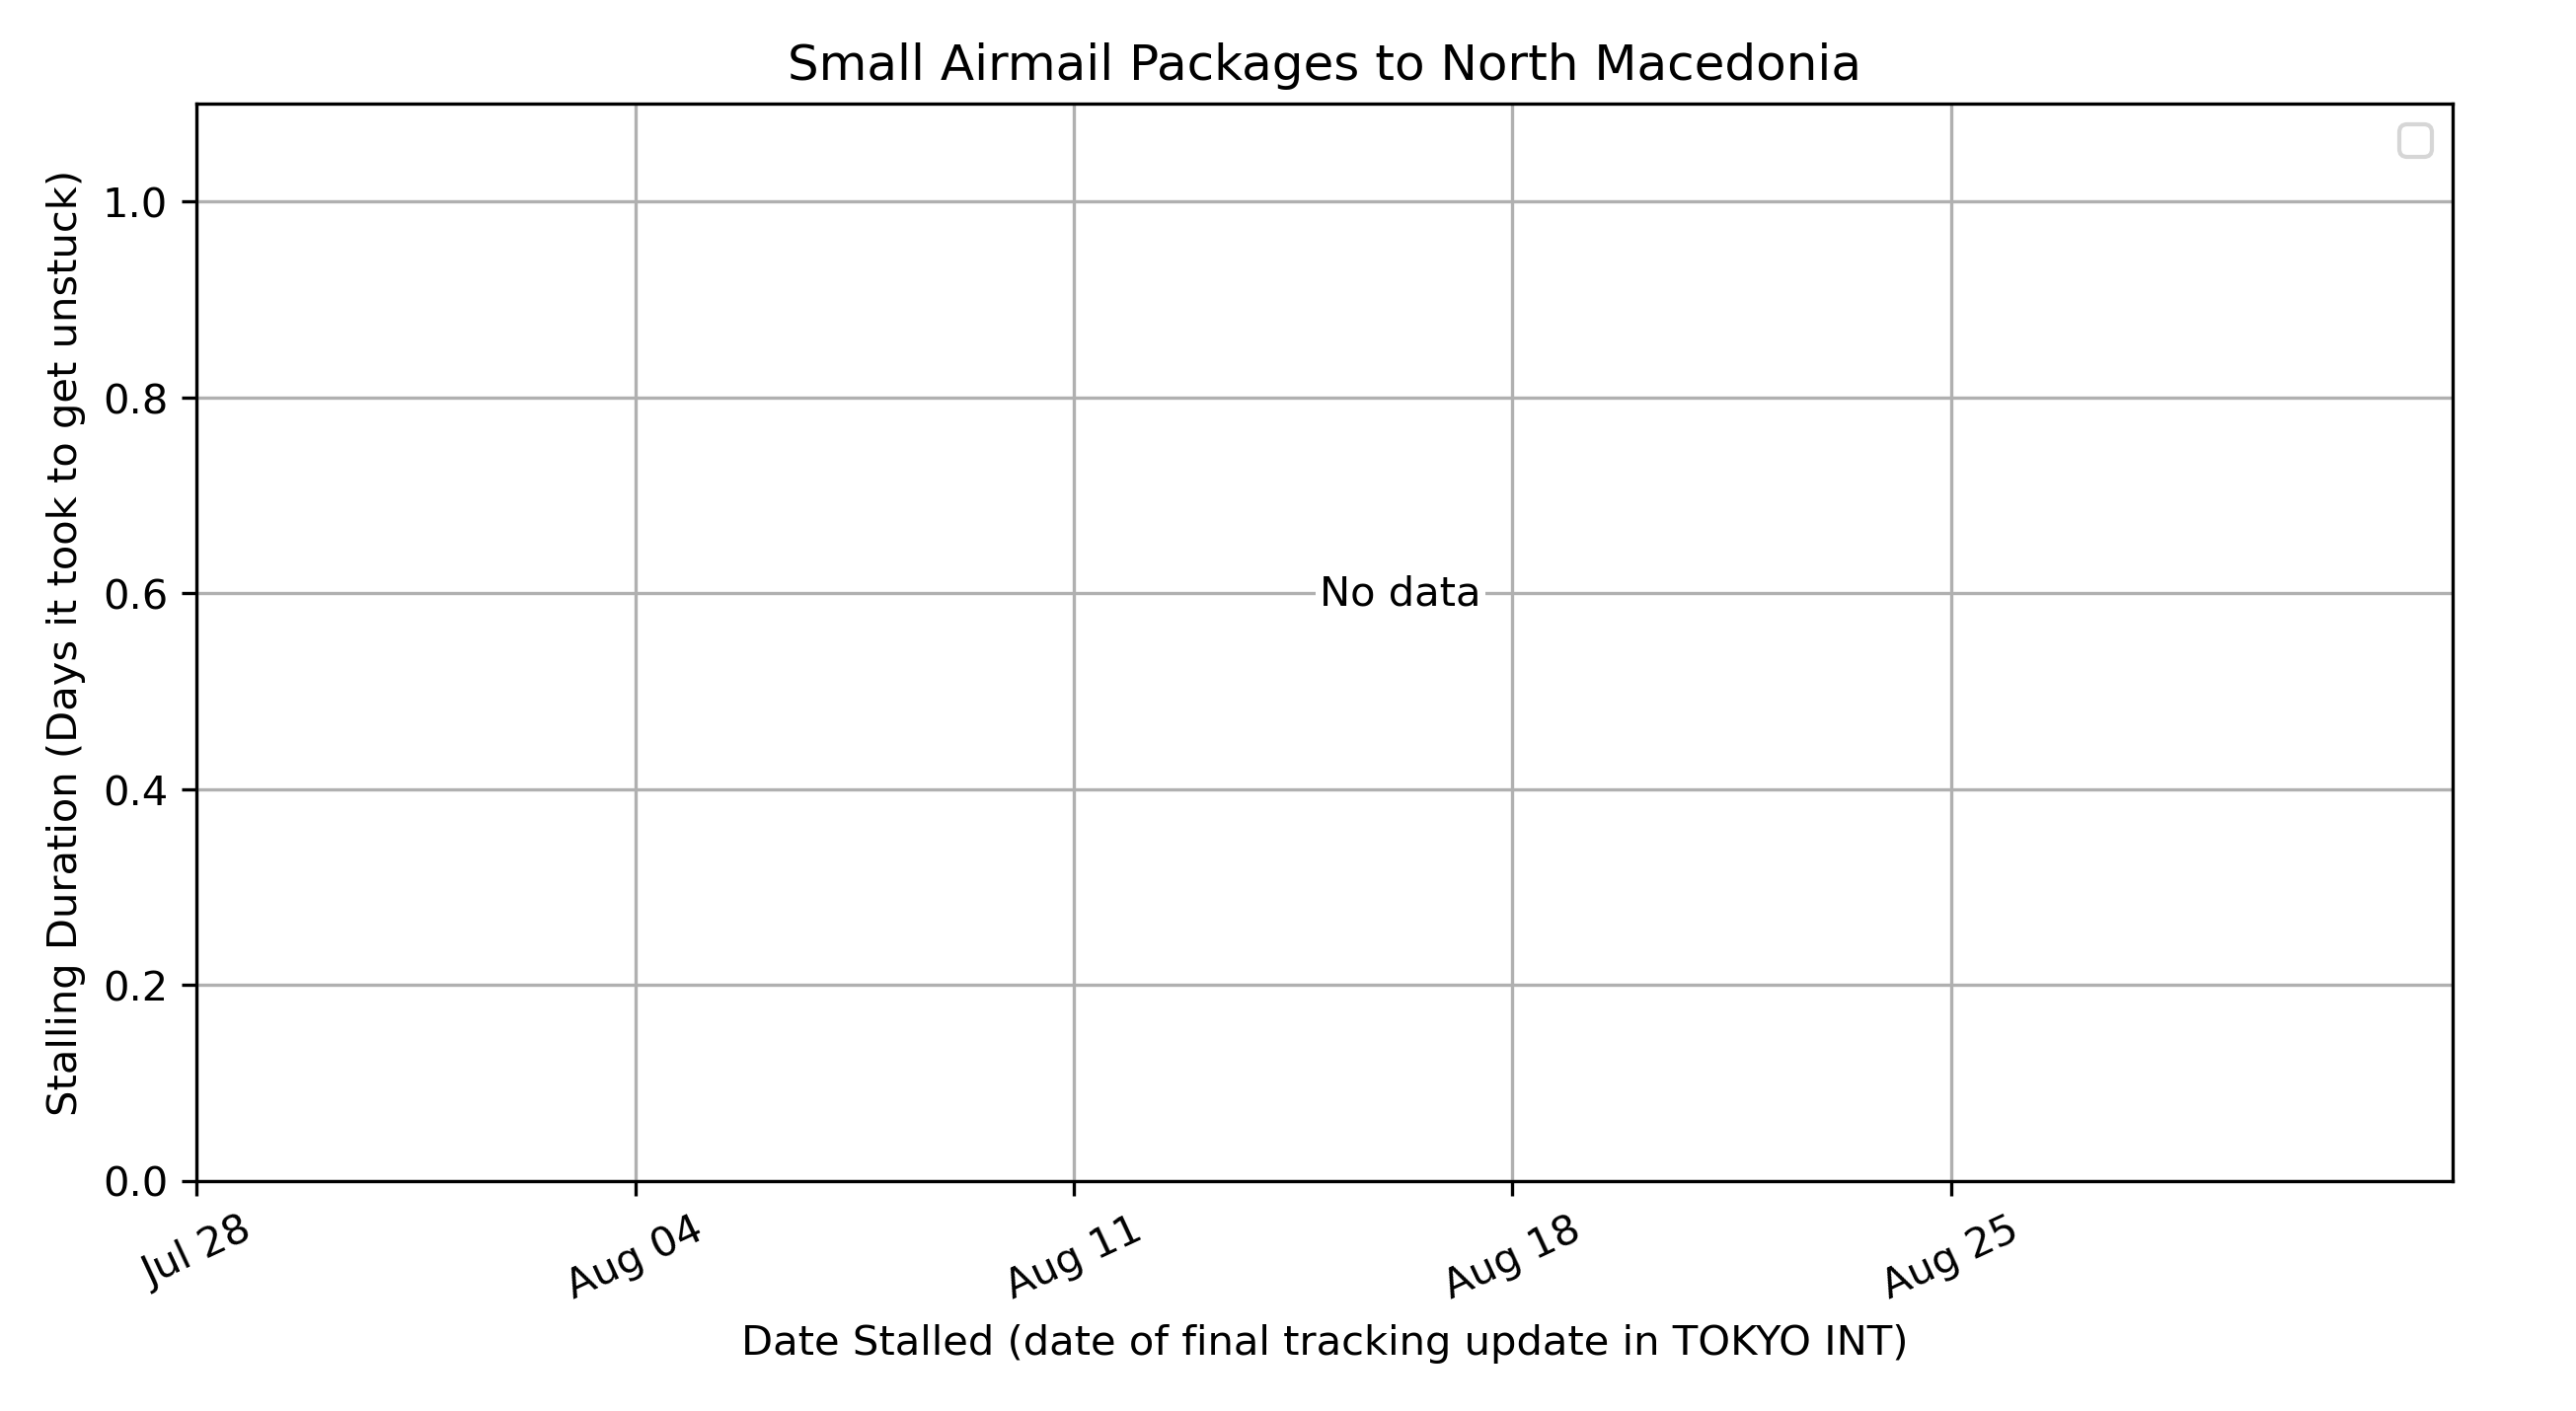 Small Airmail Packages to North Macedonia
Stalling Duration (Days it took to get unstuck)
1.0
0.8
0.6
0.4
0.2
0.0
No data
Jul 28
Aug 04
Aug 11
Aug 18
Aug 25
Date Stalled (date of final tracking update in TOKYO INT)